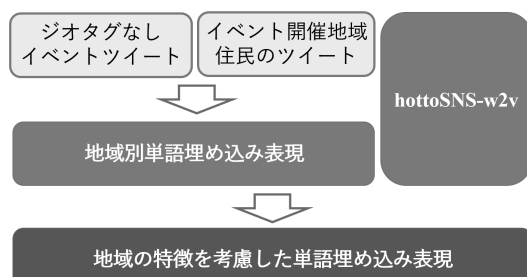 ジオタグなし
イベントツイート
イベント開催地域
住民のツイート
hottoSNS-w2v
地域別単語埋め込み表現
地域の特徴を考慮した単語埋め込み表現